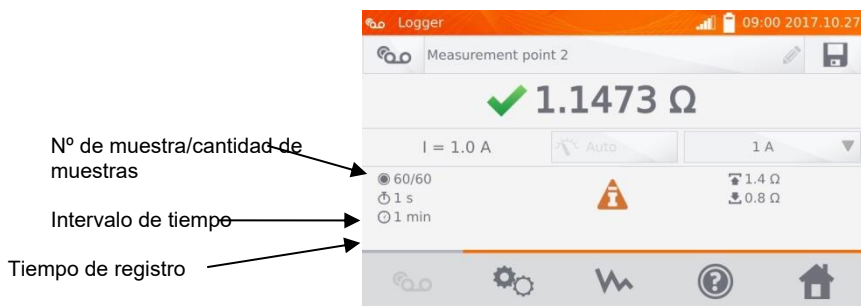 Logger
09:00 2017.10.27
Measurement point 2
1.1473 Ω
I = 1.0 A
Auto
1 A
Nº de muestra/cantidad de
muestras
60/60
1.4 Ω
1 s
0.8 Ω
Intervalo de tiempo
1 min
Tiempo de registro